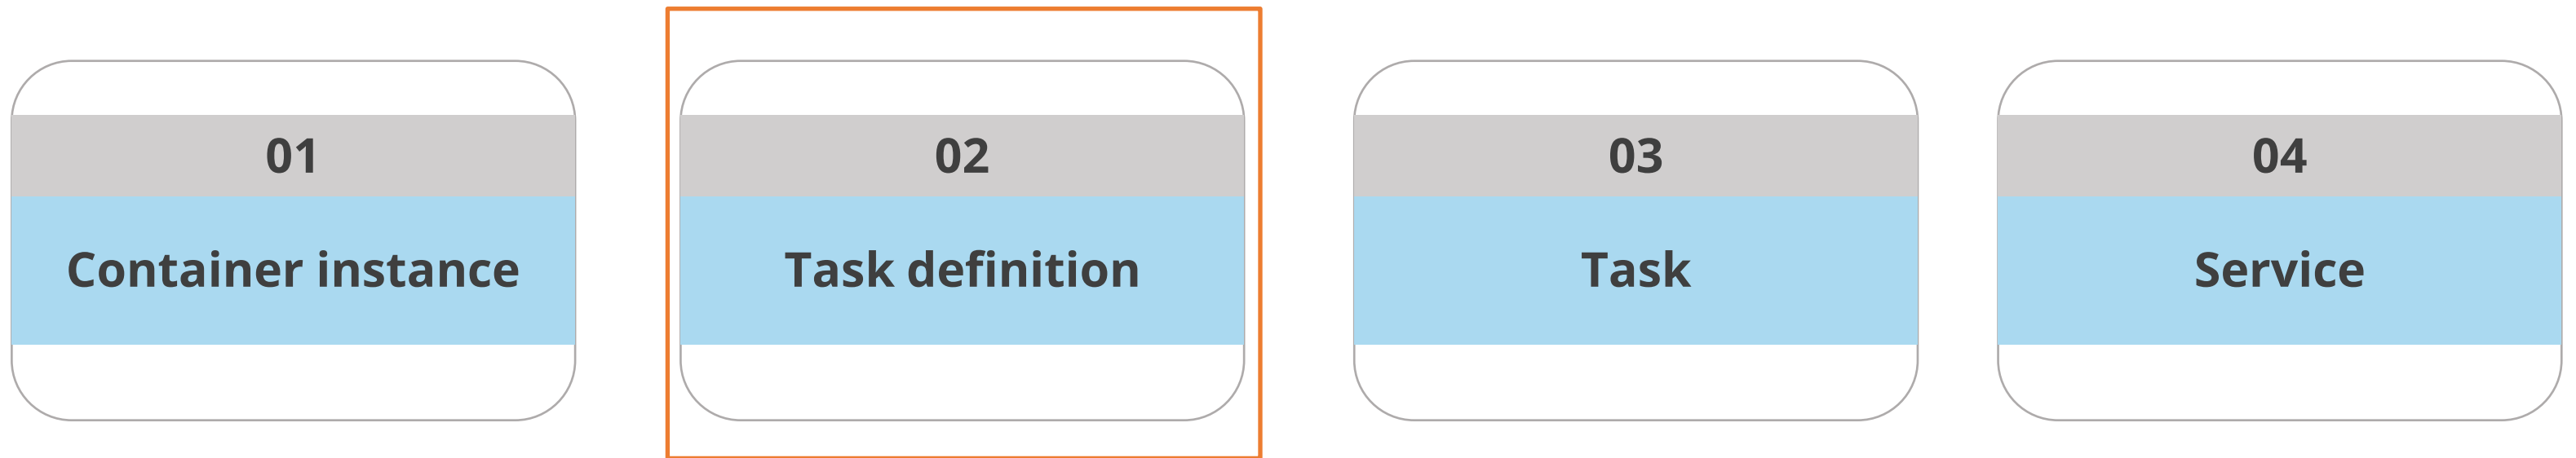 01
Container instance
02
Task definition
03
Task
04
Service